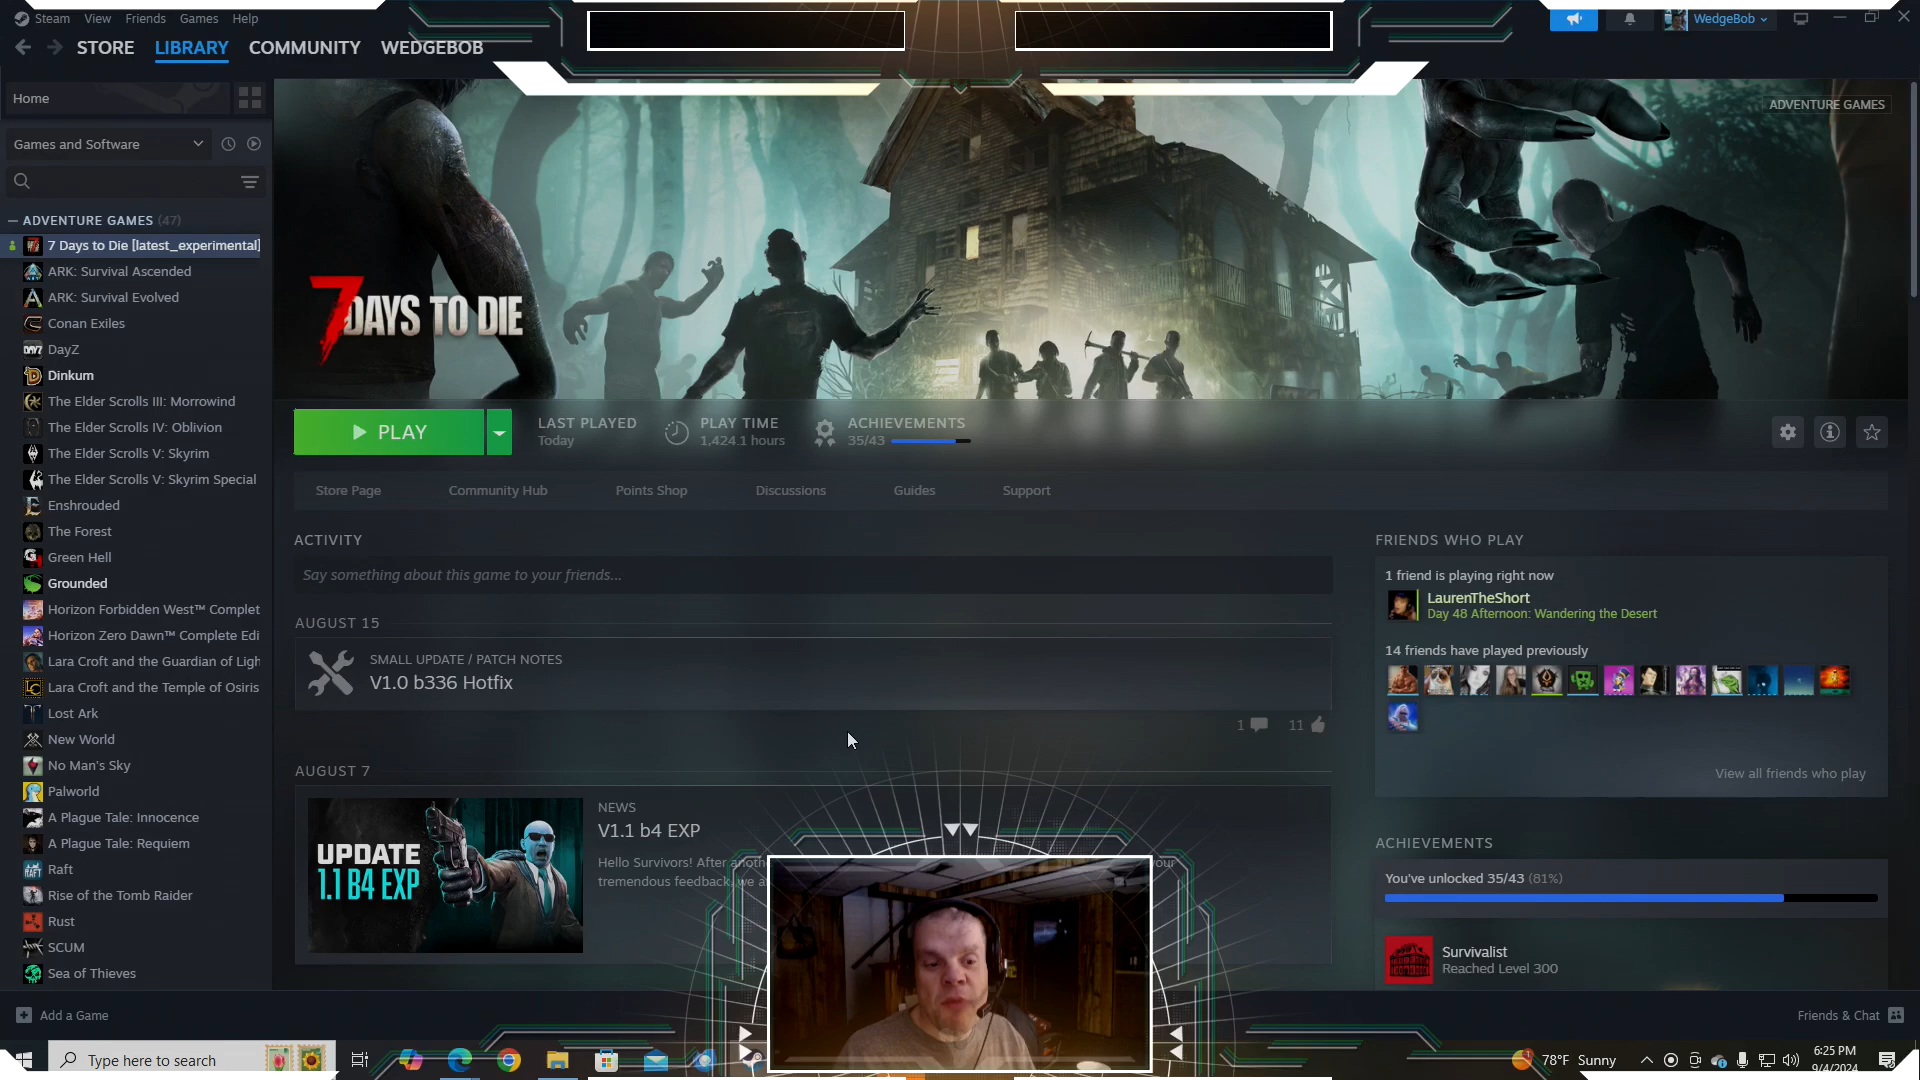 Steam View Friends Games Help
WedgeBob
STORE LIBRARY COMMUNITY WEDGEBOB
Home
ADVENTURE GAMES
Games and Software
ADVENTURE GAMES (47)
7 Days to Die [latest_experimental]
ARK: Survival Ascended
ARK: Survival Evolved
Conan Exiles
DayZ
Dinkum
The Elder Scrolls III: Morrowind
The Elder Scrolls IV: Oblivion
The Elder Scrolls V: Skyrim
The Elder Scrolls V: Skyrim Special
Enshrouded
The Forest
Green Hell
Grounded
Horizon Forbidden West™ Complet
Horizon Zero Dawn™ Complete Edi
Lara Croft and the Guardian of Ligh
Lara Croft and the Temple of Osiris
Lost Ark
New World
No Man's Sky
Palworld
A Plague Tale: Innocence
A Plague Tale: Requiem
Raft
Rise of the Tomb Raider
Rust
SCUM
Sea of Thieves
Add a Game
7 DAYS TO DIE
PLAY
LAST PLAYED
Today
PLAY TIME
1,424.1 hours
ACHIEVEMENTS
35/43
Store Page Community Hub Points Shop Discussions Guides Support
ACTIVITY
Say something about this game to your friends...
AUGUST 15
SMALL UPDATE / PATCH NOTES
V1.0 b336 Hotfix
1 11
AUGUST 7
UPDATE
1.1 B4 EXP
NEWS
V1.1 b4 EXP
Hello Survivors! After
tremendous feedback, we
FRIENDS WHO PLAY
1 friend is playing right now
LaurenTheShort
Day 48 Afternoon: Wandering the Desert
14 friends have played previously
View all friends who play
ACHIEVEMENTS
You've unlocked 35/43 (81%)
Survivalist
Reached Level 300
Friends & Chat
Type here to search
78°F Sunny
6:25 PM
9/4/2024